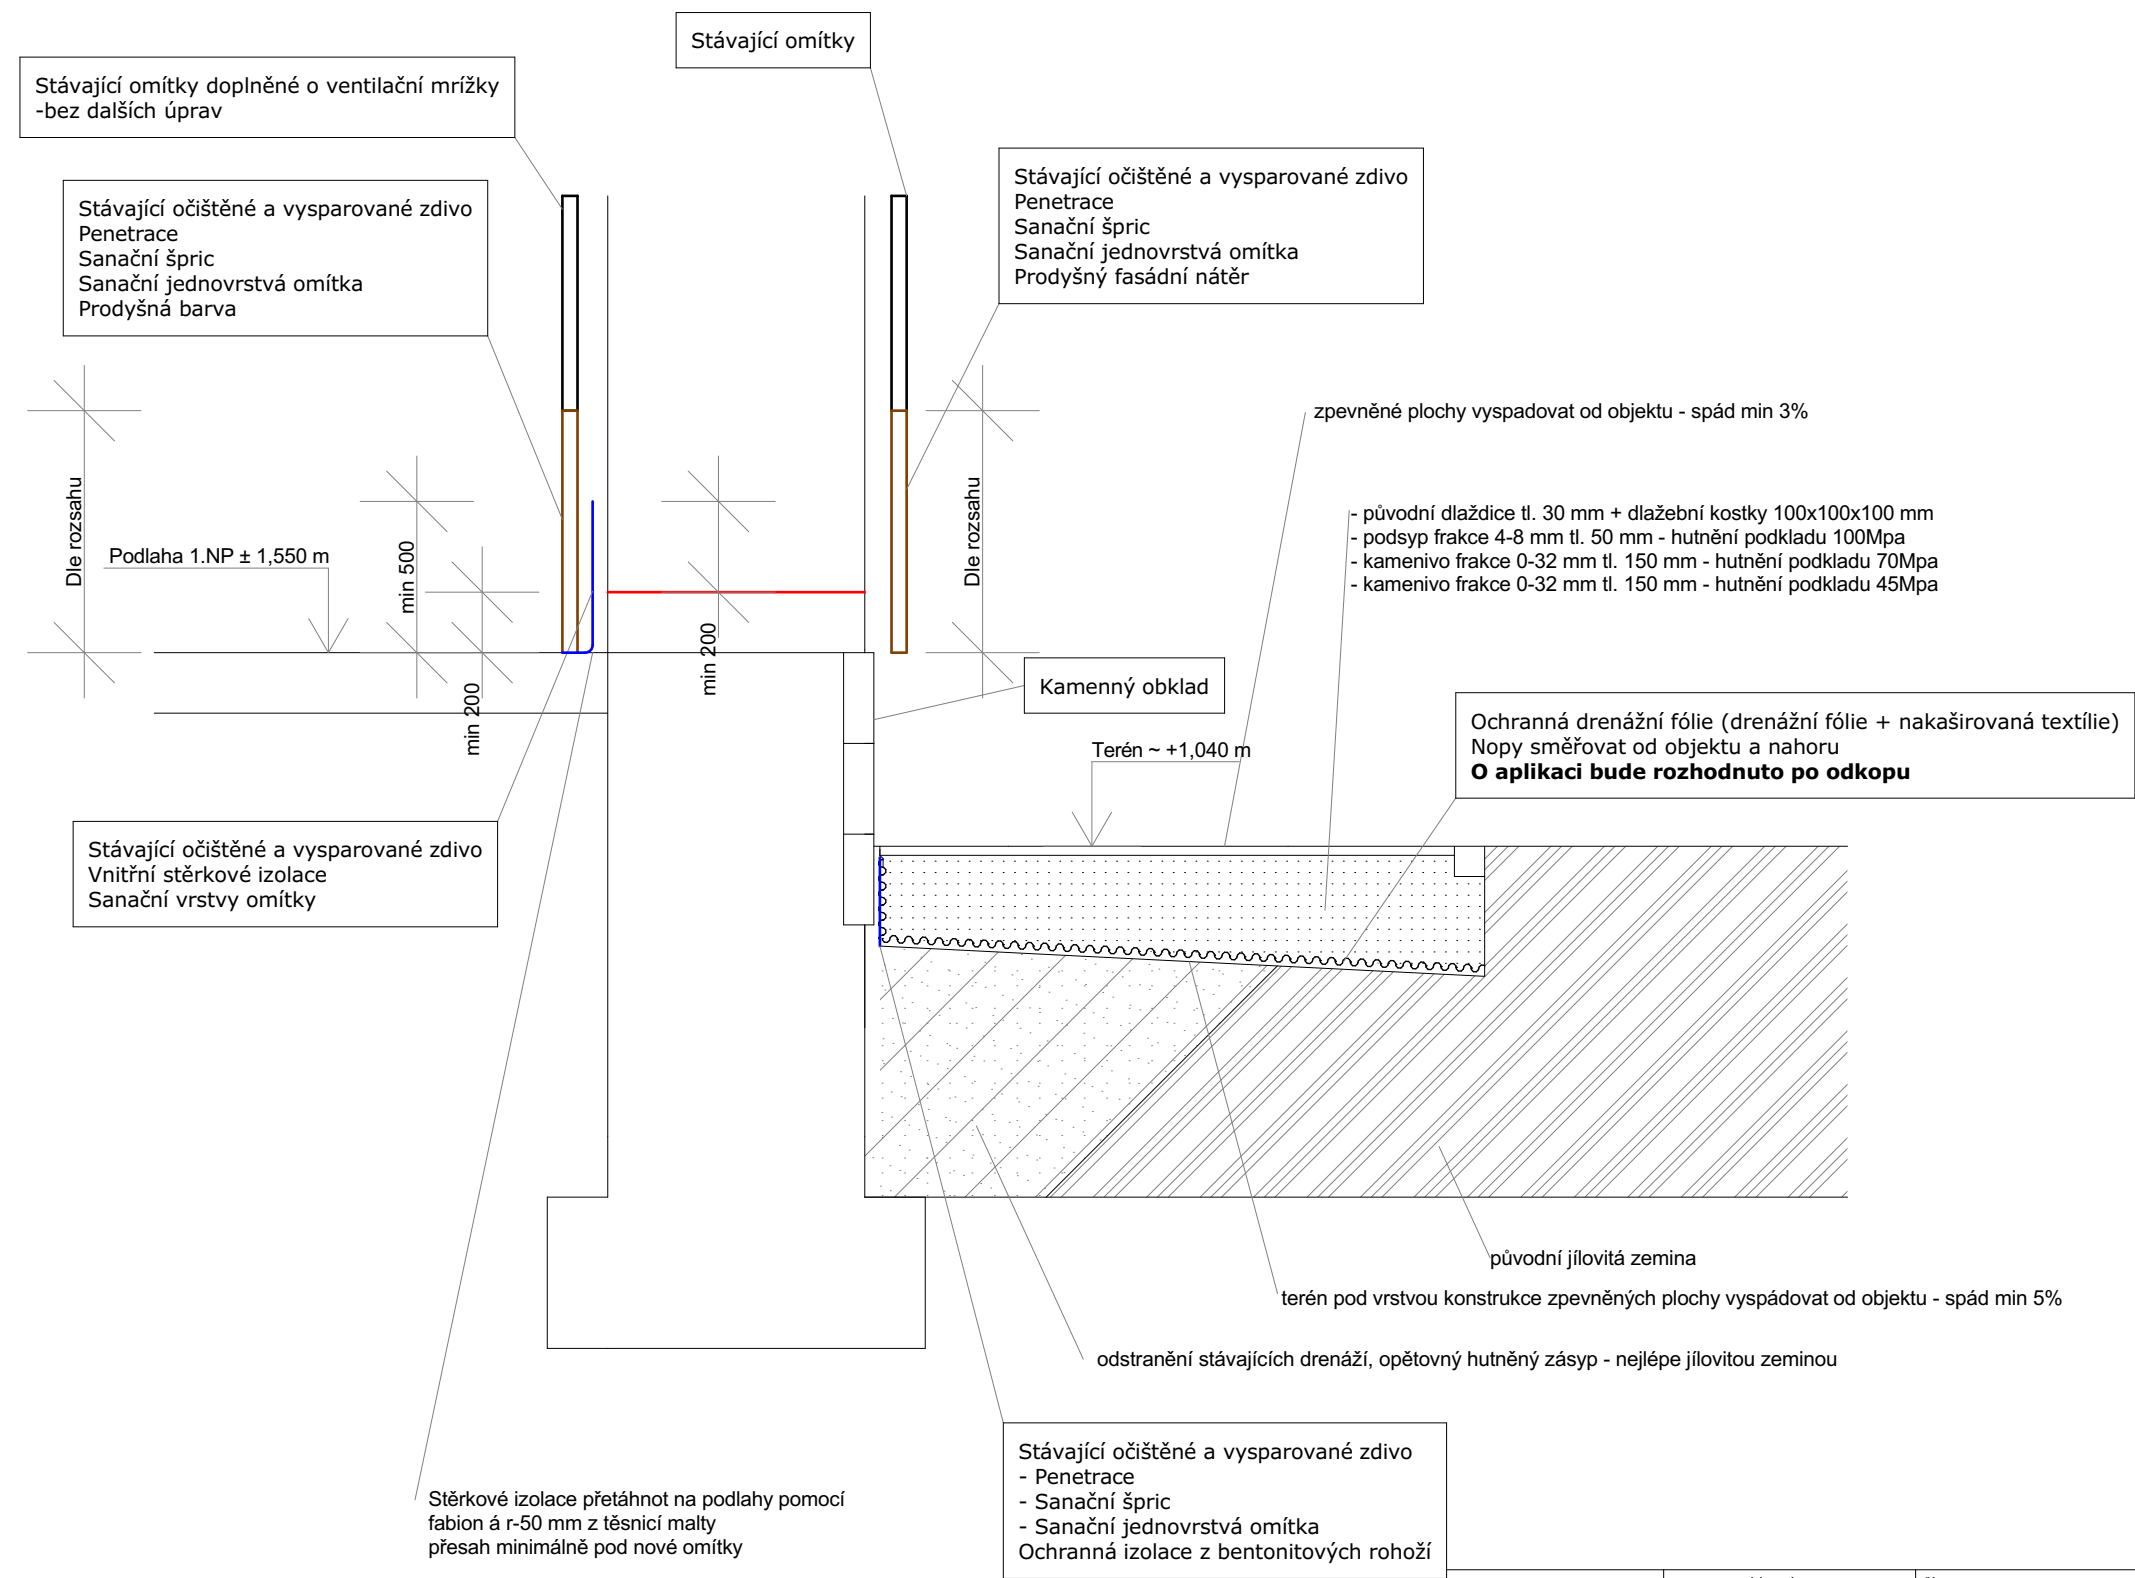 Stávající omítky
Stávající omítky doplněné o ventilační mrížky
-bez dalších úprav
Stávající očištěné a vysparované zdivo
Penetrace
Sanační špric
Sanační jednovrstvá omítka
Prodyšný fasádní nátěr
Stávající očištěné a vysparované zdivo
Penetrace
Sanační špric
Sanační jednovrstvá omítka
Prodyšná barva
zpevněné plochy vyspadovat od objektu - spád min 3%
Dle rozsahu
Podlaha 1.NP ± 1,550 m
min 500
min 200
min 200
Dle rozsahu
- původní dlaždice tl. 30 mm + dlažební kostky 100x100x100 mm
- podsyp frakce 4-8 mm tl. 50 mm - hutnění podkladu 100Mpa
- kamenivo frakce 0-32 mm tl. 150 mm - hutnění podkladu 70Mpa
- kamenivo frakce 0-32 mm tl. 150 mm - hutnění podkladu 45Mpa
Kamenný obklad
Terén ~ +1,040 m
Ochranná drenážní fólie (drenážní fólie + nakaširovaná textílie)
Nopy směřovat od objektu a nahoru
O aplikaci bude rozhodnuto po odkopu
Stávající očištěné a vysparované zdivo
Vnitřní stěrkové izolace
Sanační vrstvy omítky
původní jílovitá zemina
terén pod vrstvou konstrukce zpevněných plochy vyspádovat od objektu - spád min 5%
odstranění stávajících drenáží, opětovný hutněný zásyp - nejlépe jílovitou zeminou
Stávající očištěné a vysparované zdivo
- Penetrace
- Sanační špric
- Sanační jednovrstvá omítka
Ochranná izolace z bentonitových rohoží
Stěrkové izolace přetáhnot na podlahy pomocí
fabion á r-50 mm z těsnicí malty
přesah minimálně pod nové omítky